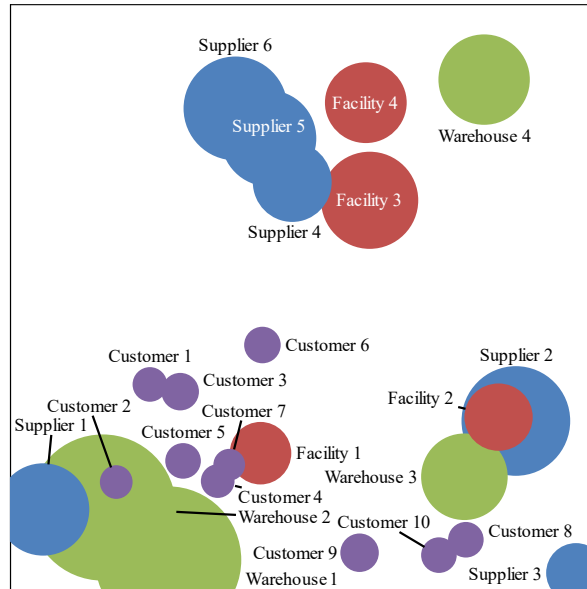 Supplier 6
Facility 4
Supplier 5
Warehouse 4
Facility 3
Supplier 4
Customer 6
Customer 1
Supplier 2
Customer 3
Customer 2
Facility 2
Customer 7
Supplier 1
Customer 5
Facility 1
Warehouse 3
Customer 4
Warehouse 2
Customer 10
Customer 8
Customer 9
Supplier 3
Warehouse 1